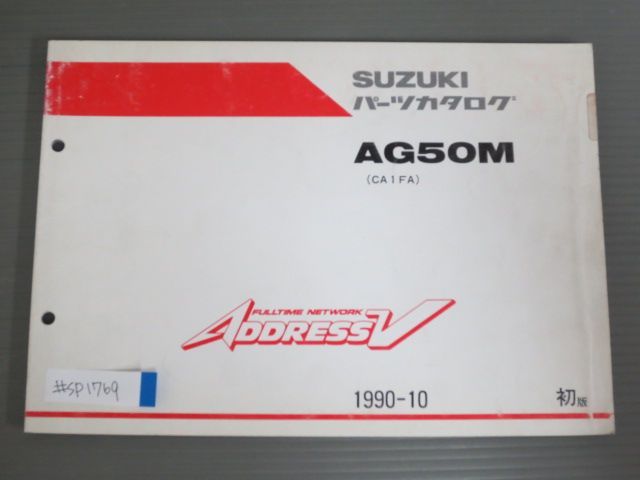 SUZUKI
パーツカタログ
AG50M
(CA1FA)
FULLTIME NETWORK
ADDRESS V
#SP1769
1990-10
初版